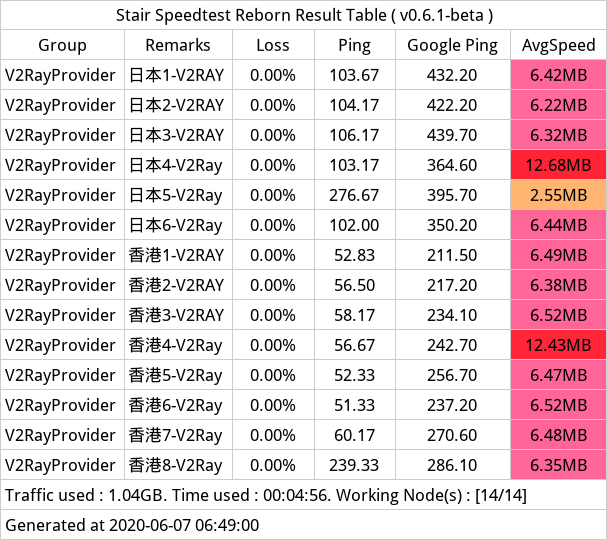 Stair Speedtest Reborn Result Table ( v0.6.1-beta )
Group Remarks Loss Ping Google Ping AvgSpeed
V2RayProvider 日本1-V2RAY 0.00% 103.67 432.20 6.42MB
V2RayProvider 日本2-V2RAY 0.00% 104.17 422.20 6.22MB
V2RayProvider 日本3-V2RAY 0.00% 106.17 439.70 6.32MB
V2RayProvider 日本4-V2Ray 0.00% 103.17 364.60 12.68MB
V2RayProvider 日本5-V2Ray 0.00% 276.67 395.70 2.55MB
V2RayProvider 日本6-V2Ray 0.00% 102.00 350.20 6.44MB
V2RayProvider 香港1-V2RAY 0.00% 52.83 211.50 6.49MB
V2RayProvider 香港2-V2RAY 0.00% 56.50 217.20 6.38MB
V2RayProvider 香港3-V2RAY 0.00% 58.17 234.10 6.52MB
V2RayProvider 香港4-V2Ray 0.00% 56.67 242.70 12.43MB
V2RayProvider 香港5-V2Ray 0.00% 52.33 256.70 6.47MB
V2RayProvider 香港6-V2Ray 0.00% 51.33 237.20 6.52MB
V2RayProvider 香港7-V2Ray 0.00% 60.17 270.60 6.48MB
V2RayProvider 香港8-V2Ray 0.00% 239.33 286.10 6.35MB
Traffic used : 1.04GB. Time used : 00:04:56. Working Node(s) : [14/14]
Generated at 2020-06-07 06:49:00